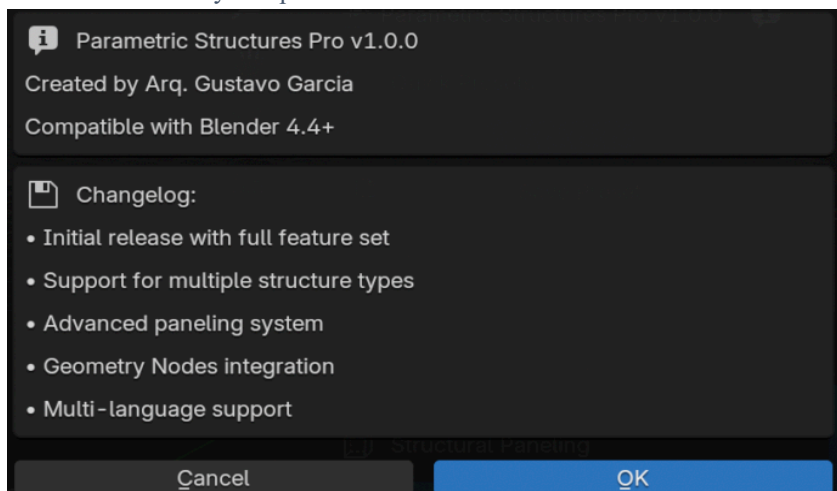 Parametric Structures Pro v1.0.0
Created by Arq. Gustavo Garcia
Compatible with Blender 4.4+
Changelog:
• Initial release with full feature set
• Support for multiple structure types
• Advanced paneling system
• Geometry Nodes integration
• Multi-language support
Structural Paneling
Cancel
OK